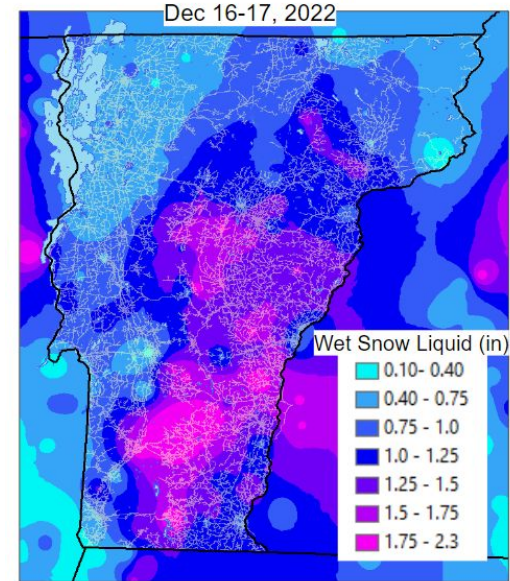 Dec 16-17, 2022
Wet Snow Liquid (in)
0.10- 0.40
0.40 - 0.75
0.75 - 1.0
1.0 - 1.25
1.25 - 1.5
1.5 - 1.75
1.75 - 2.3